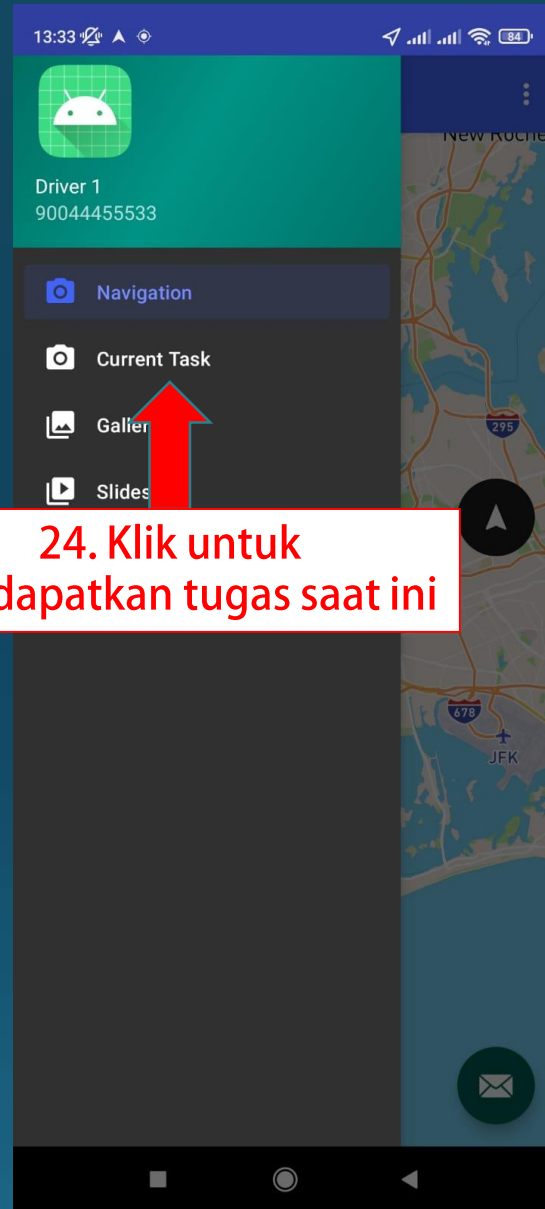 13:33
84
New Roche
Driver 1
90044455533
Navigation
Current Task
295
Galler
Slides
24. Klik untuk
dapatkan tugas saat ini
678
JFK